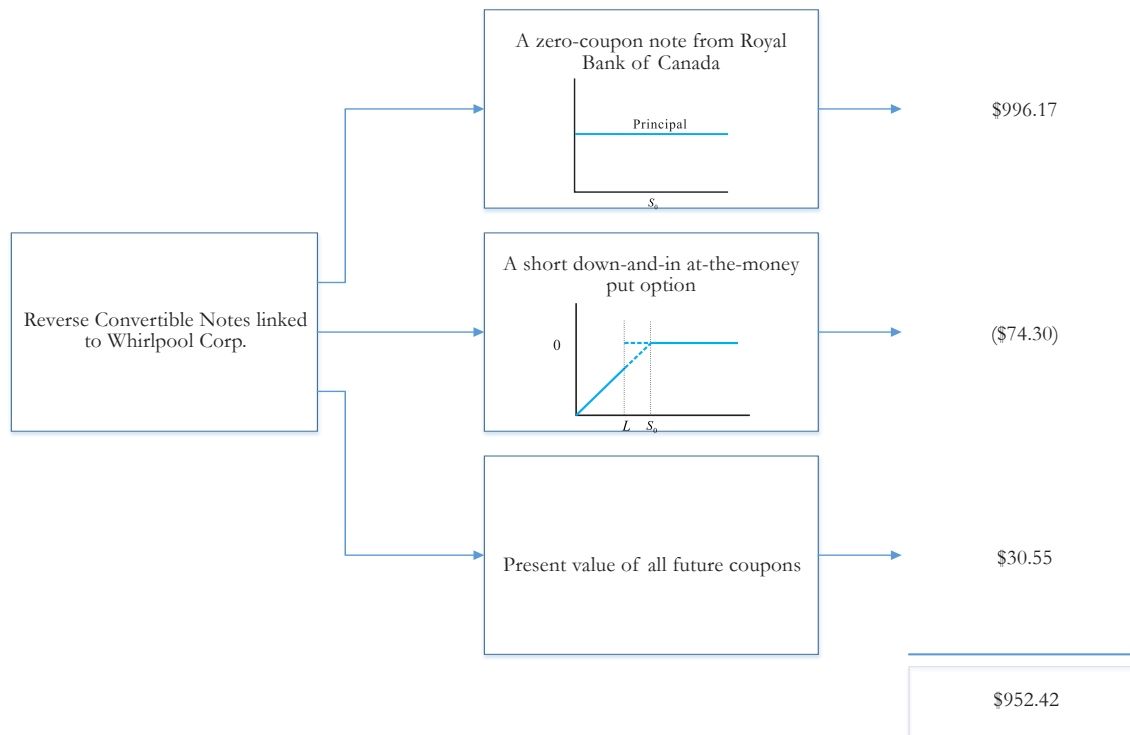 A zero-coupon note from Royal
Bank of Canada
Principal
S₀
$996.17
Reverse Convertible Notes linked
to Whirlpool Corp.
A short down-and-in at-the-money
put option
0
L S₀
($74.30)
Present value of all future coupons
$30.55
$952.42